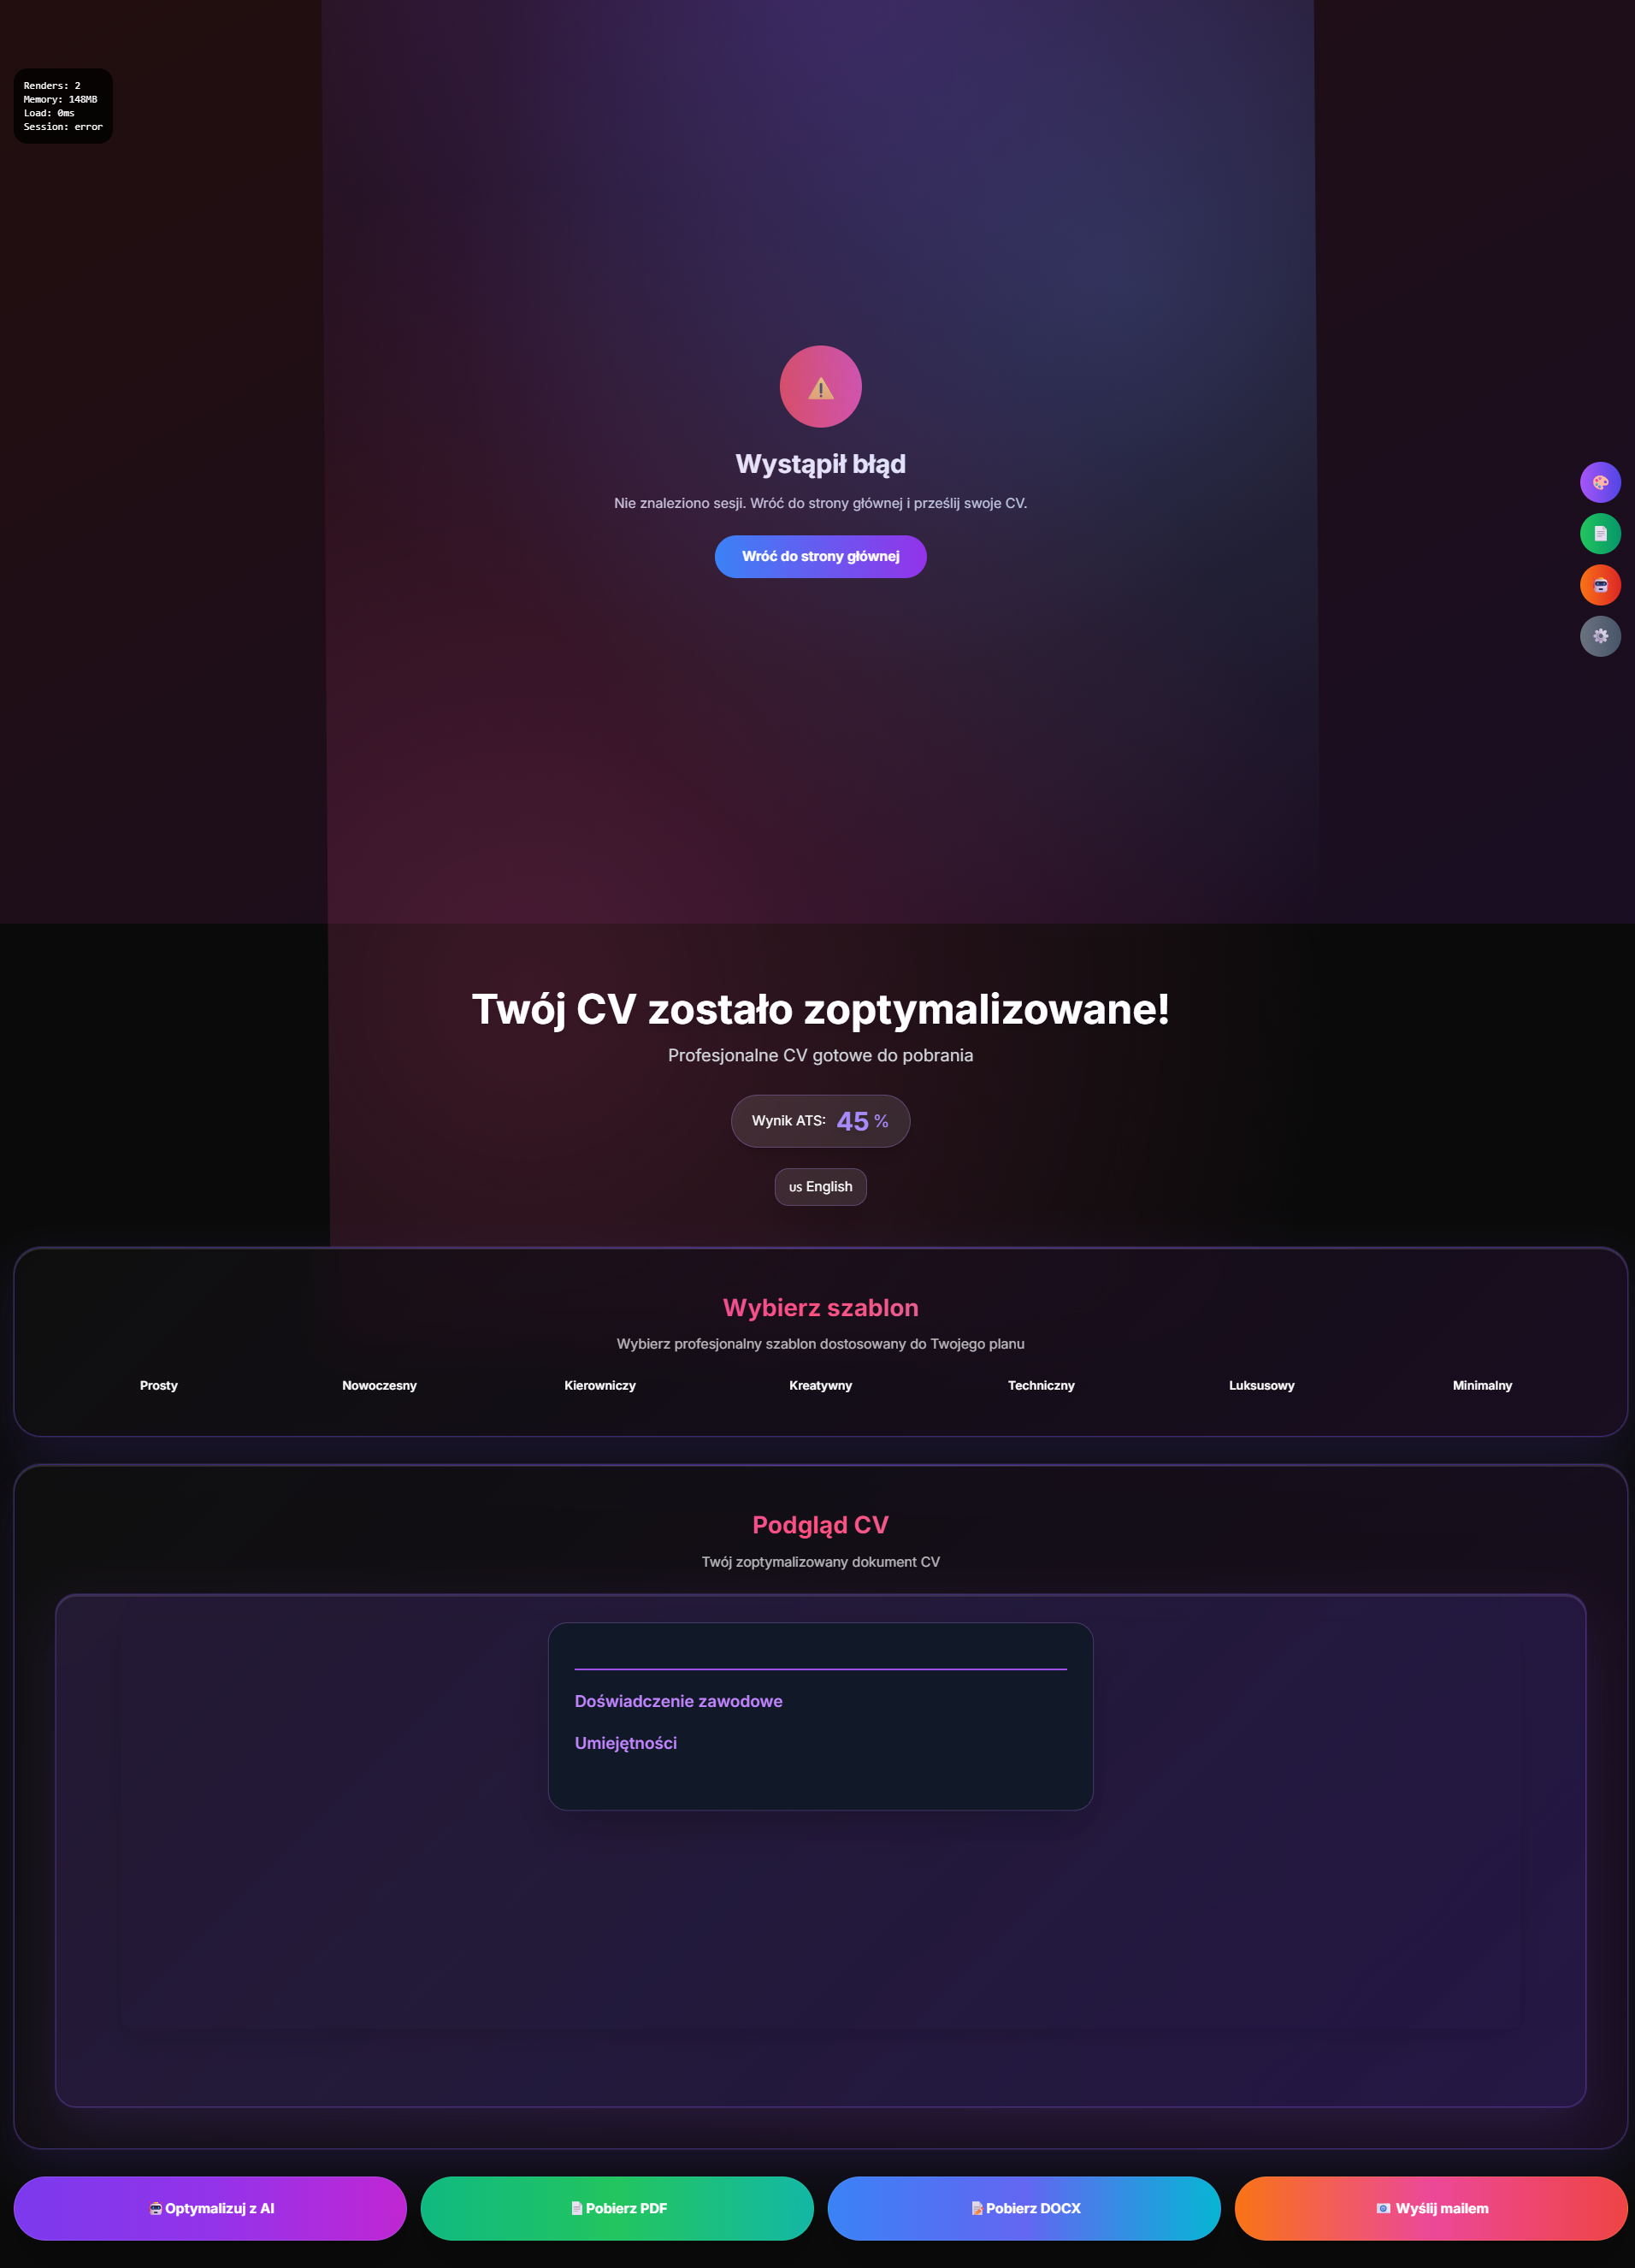 Renders: 2
Memory: 148MB
Load: 0ms
Session: error
Wystąpił błąd
Nie znaleziono sesji. Wróć do strony głównej i prześlij swoje CV.
Wróć do strony głównej
Twój CV zostało zoptymalizowane!
Profesjonalne CV gotowe do pobrania
Wynik ATS: 45 %
US English
Wybierz szablon
Wybierz profesjonalny szablon dostosowany do Twojego planu
Prosty Nowoczesny Kierowniczy Kreatywny Techniczny Luksusowy Minimalny
Podgląd CV
Twój zoptymalizowany dokument CV
Doświadczenie zawodowe
Umiejętności
Optymalizuj z AI Pobierz PDF Pobierz DOCX Wyślij mailem